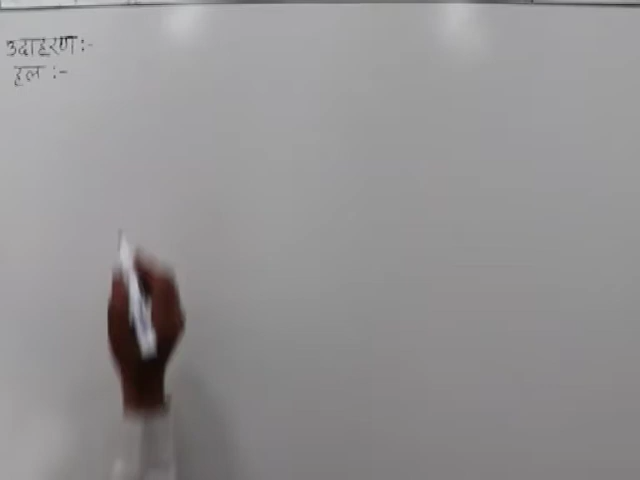 उदाहरण :-
हल :-